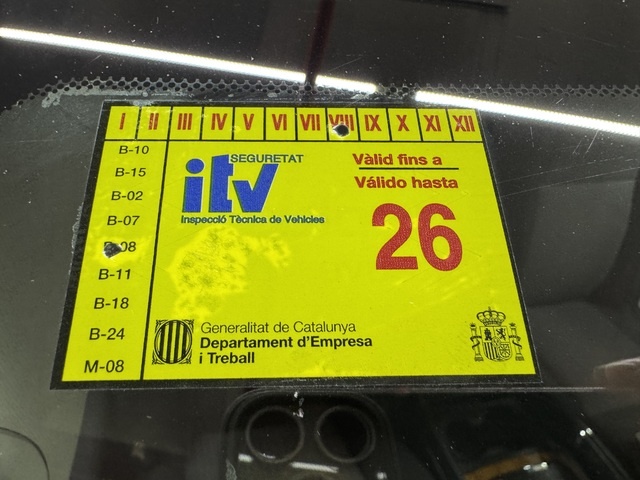 I II III IV V VI VII VIII IX X XI XII
B-10
B-15
B-02
B-07
B-08
B-11
B-18
B-24
M-08
SEGURETAT
itv
Inspecció Tècnica de Vehicles
Vàlid fins a
Válido hasta
26
Generalitat de Catalunya
Departament d'Empresa
i Treball